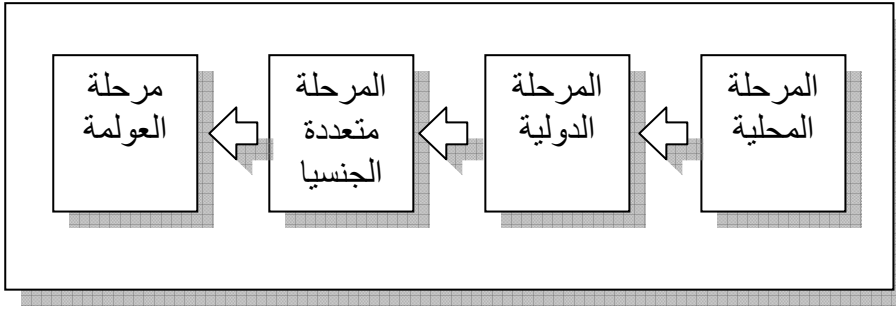 المرحلة
المحلية
المرحلة
الدولية
المرحلة
متعددة
الجنسيا
مرحلة
العولمة